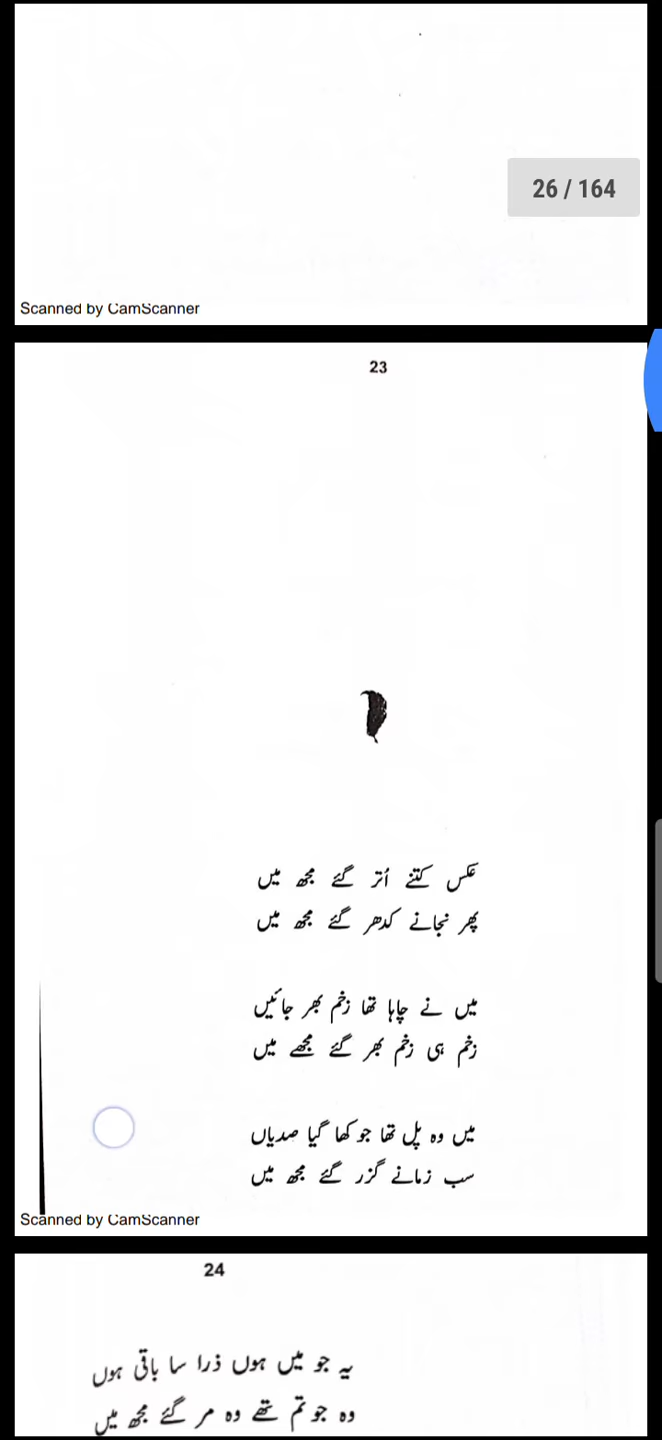 26 / 164
Scanned by CamScanner
23
عکس کتنے اُتر گئے مجھ میں
پھر نجانے کدھر گئے مجھ میں
میں نے چاہا تھا زخم بھر جائیں
زخم ہی زخم بھر گئے مجھے میں
میں وہ پل تھا جو کھا گیا صدیاں
سب زمانے گزر گئے مجھ میں
Scanned by CamScanner
24
یہ جو میں ہوں ذرا سا باقی ہوں
وہ جو تم تھے وہ مر گئے مجھ میں